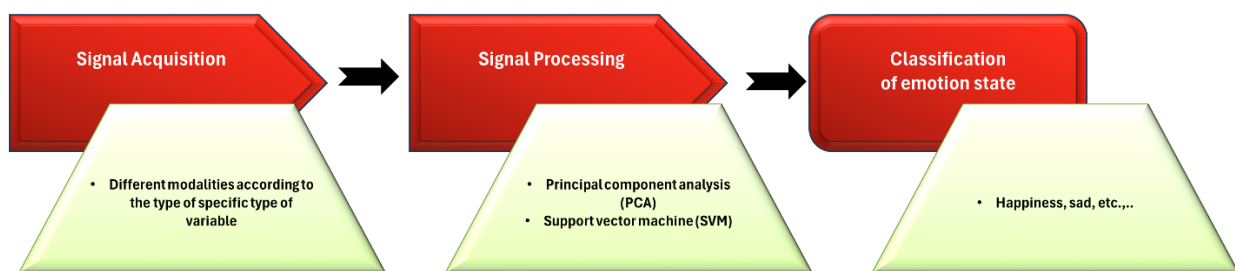 Signal Acquisition
• Different modalities according to
the type of specific type of
variable
Signal Processing
• Principal component analysis
(PCA)
• Support vector machine (SVM)
Classification
of emotion state
• Happiness, sad, etc.,..